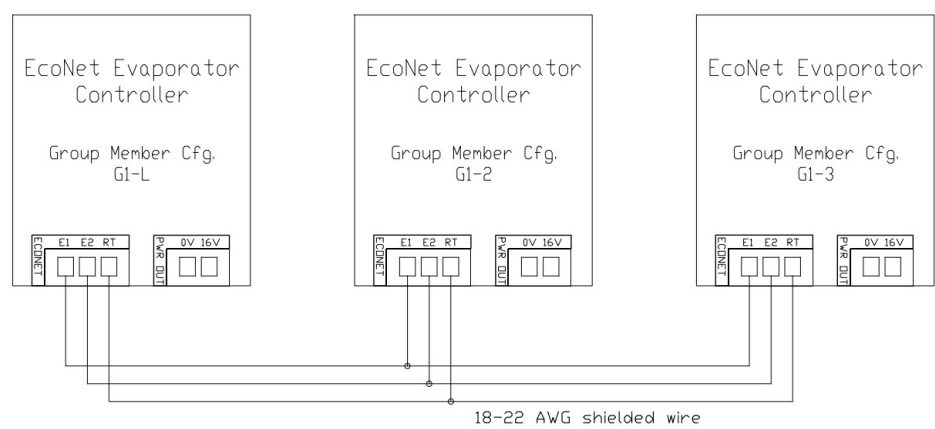 EcoNet Evaporator
Controller
Group Member Cfg.
G1-L
ECONET
E1 E2 RT
PWR OUT
0V 16V
EcoNet Evaporator
Controller
Group Member Cfg.
G1-2
ECONET
E1 E2 RT
PWR OUT
0V 16V
EcoNet Evaporator
Controller
Group Member Cfg.
G1-3
ECONET
E1 E2 RT
PWR OUT
0V 16V
18-22 AWG shielded wire